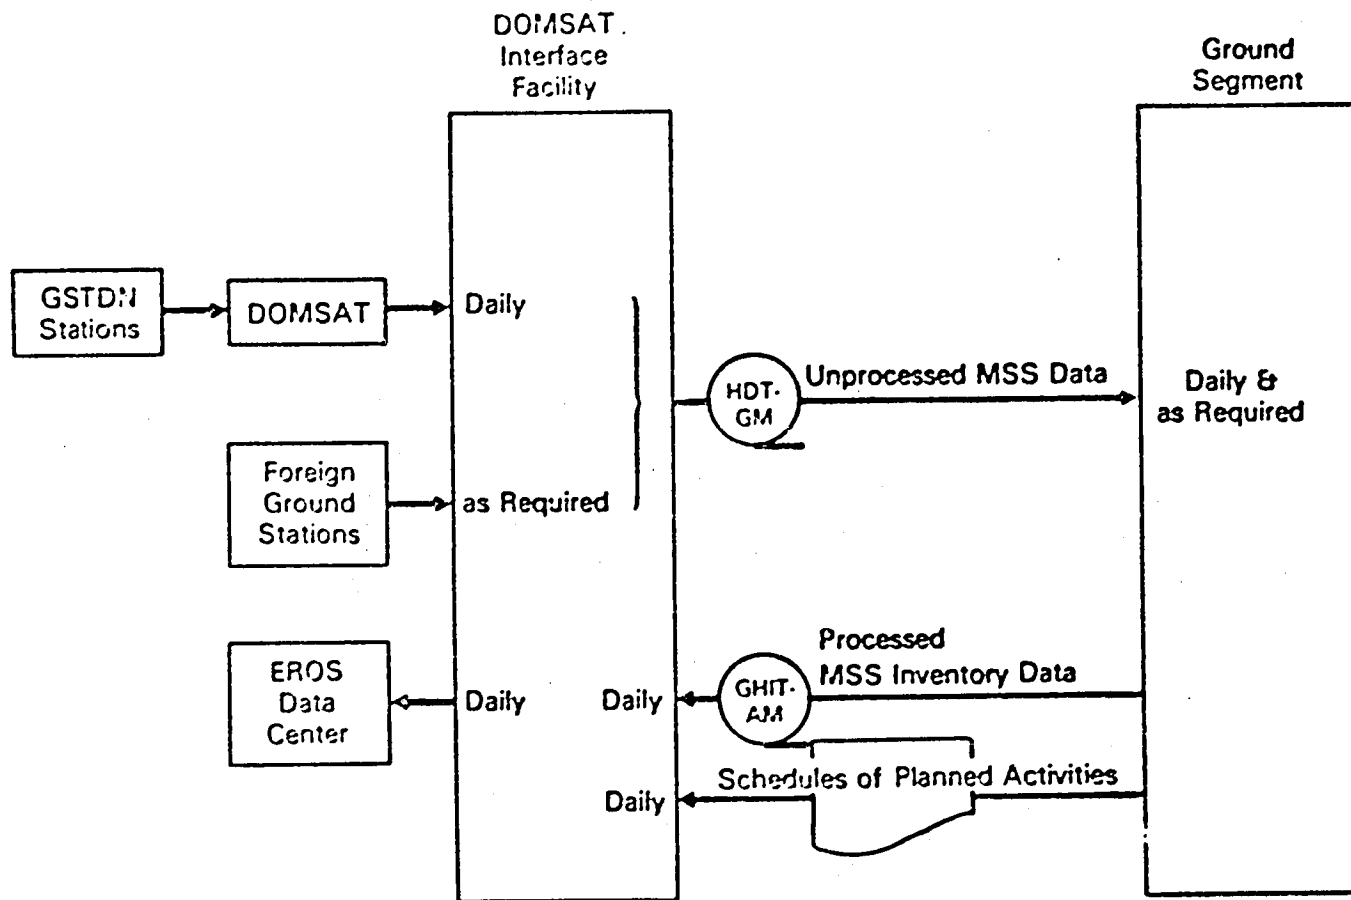 DOMSAT
Interface
Facility
Ground
Segment
GSTDN
Stations
DOMSAT
Daily
HDT-
GM
Unprocessed MSS Data
Daily &
as Required
Foreign
Ground
Stations
as Required
EROS
Data
Center
Daily
Daily
GHIT-
AM
Processed
MSS Inventory Data
Daily
Schedules of Planned Activities